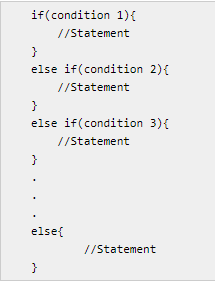 if(condition 1){
//Statement
}
else if(condition 2){
//Statement
}
else if(condition 3){
//Statement
}
.
.
.
else{
//Statement
}